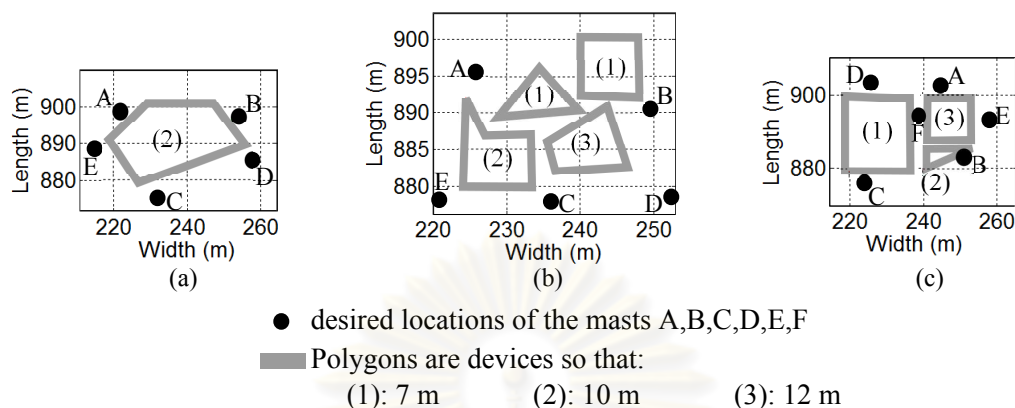 Length (m)
900
890
880
A
B
(2)
E
D
C
220
240
260
Width (m)
(a)
Length (m)
900
895
890
885
880
A
(1)
B
(1)
(2)
(3)
E
C
D
220
230
240
250
Width (m)
(b)
Length (m)
900
880
D
A
(1)
F
(3)
E
B
(2)
C
220
240
260
Width (m)
(c)
desired locations of the masts A,B,C,D,E,F
Polygons are devices so that:
(1): 7 m (2): 10 m (3): 12 m